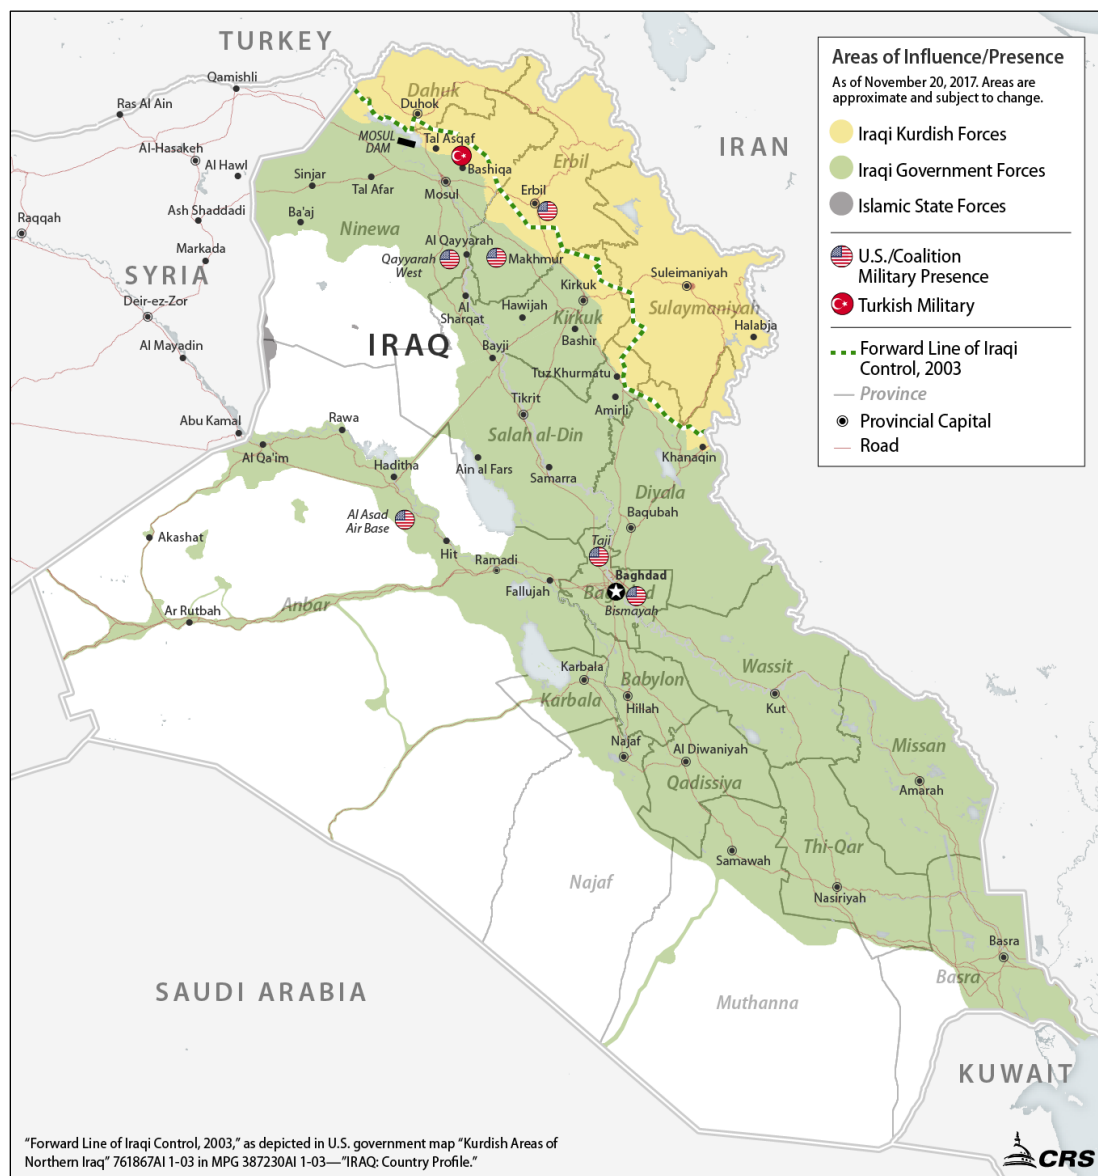 TURKEY
Qamishli
Ras Al Ain
Al-Hasakeh
Al Hawl
Ash Shaddadi
Raqqah
Markada
SYRIA
Deir-ez-Zor
Al Mayadin
Abu Kamal
Dahuk
Duhok
MOSUL
DAM
Tal Asqaf
Bashiqa
Sinjar
Tal Afar
Mosul
Ba'aj
Ninewa
Erbil
Erbil
IRAN
Al Qayyarah
Qayyarah
West
Makhmur
Suleimaniyah
Sulaymaniyah
Halabja
Kirkuk
Kirkuk
Hawijah
Bashir
Al
Sharqat
IRAQ
Bayji
Tuz Khurmatu
Amirli
Tikrit
Salah al-Din
Khanaqin
Rawa
Al Qa'im
Haditha
Ain al Fars
Samarra
Diyala
Baqubah
Al Asad
Air Base
Akashat
Hit
Ramadi
Taji
Baghdad
Baghdad
Bismayah
Fallujah
Anbar
Ar Rutbah
Karbala
Karbala
Babylon
Hillah
Wassit
Kut
Najaf
Al Diwaniyah
Qadissiya
Missan
Amarah
Samawah
Thi-Qar
Nasiriyah
Najaf
Muthanna
Basra
Basra
SAUDI ARABIA
KUWAIT
Areas of Influence/Presence
As of November 20, 2017. Areas are
approximate and subject to change.
Iraqi Kurdish Forces
Iraqi Government Forces
Islamic State Forces
U.S./Coalition
Military Presence
Turkish Military
Forward Line of Iraqi
Control, 2003
Province
Provincial Capital
Road
“Forward Line of Iraqi Control, 2003,” as depicted in U.S. government map “Kurdish Areas of
Northern Iraq” 761867AI 1-03 in MPG 387230AI 1-03—”IRAQ: Country Profile.”
CRS